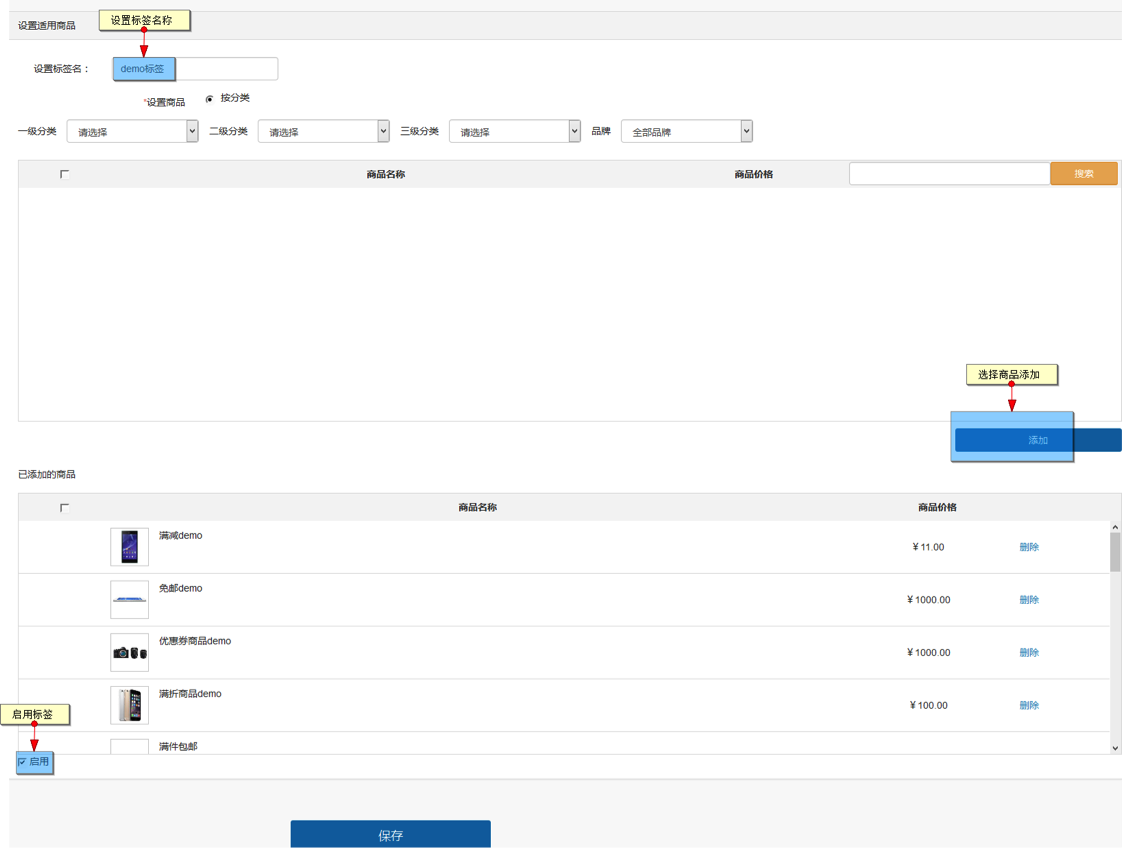 设置标签名称
设置适用商品
设置标签名： demo标签
*设置商品 按分类
一级分类 请选择 二级分类 请选择 三级分类 请选择 品牌 全部品牌
商品名称 商品价格 搜索
选择商品添加
添加
已添加的商品
商品名称 商品价格
满减demo ¥ 11.00 删除
免邮demo ¥ 1000.00 删除
优惠券商品demo ¥ 1000.00 删除
满折商品demo ¥ 100.00 删除
启用标签
满件包邮
启用
保存